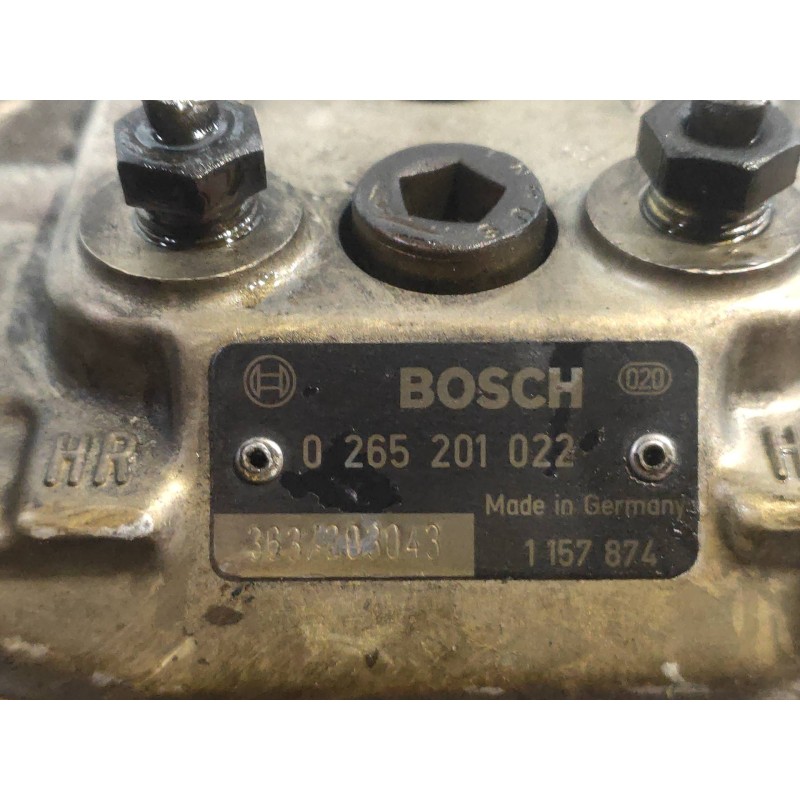 BOSCH 020
0 265 201 022
HR
Made in Germany
1 157 874